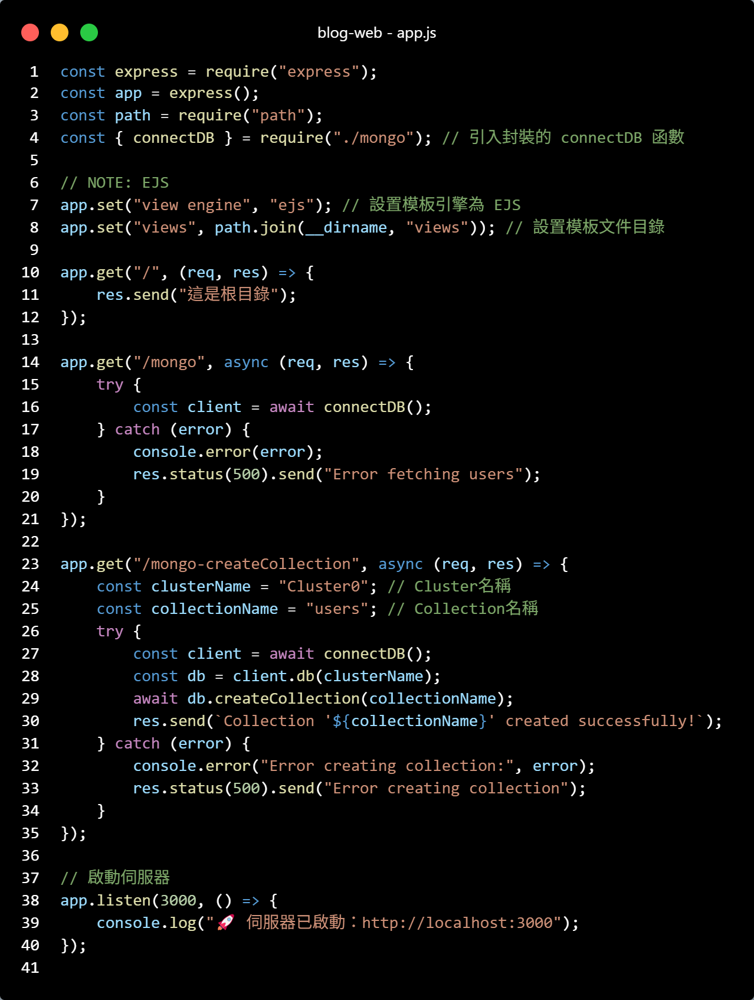 blog-web - app.js
1 const express = require("express");
2 const app = express();
3 const path = require("path");
4 const { connectDB } = require("./mongo"); // 引入封裝的 connectDB 函數
5
6 // NOTE: EJS
7 app.set("view engine", "ejs"); // 設置模板引擎為 EJS
8 app.set("views", path.join(__dirname, "views")); // 設置模板文件目錄
9
10 app.get("/", (req, res) => {
11     res.send("這是根目錄");
12 });
13
14 app.get("/mongo", async (req, res) => {
15     try {
16         const client = await connectDB();
17     } catch (error) {
18         console.error(error);
19         res.status(500).send("Error fetching users");
20     }
21 });
22
23 app.get("/mongo-createCollection", async (req, res) => {
24     const clusterName = "Cluster0"; // Cluster名稱
25     const collectionName = "users"; // Collection名稱
26     try {
27         const client = await connectDB();
28         const db = client.db(clusterName);
29         await db.createCollection(collectionName);
30         res.send(`Collection '${collectionName}' created successfully!`);
31     } catch (error) {
32         console.error("Error creating collection:", error);
33         res.status(500).send("Error creating collection");
34     }
35 });
36
37 // 啟動伺服器
38 app.listen(3000, () => {
39     console.log("🚀 伺服器已啟動：http://localhost:3000");
40 });
41